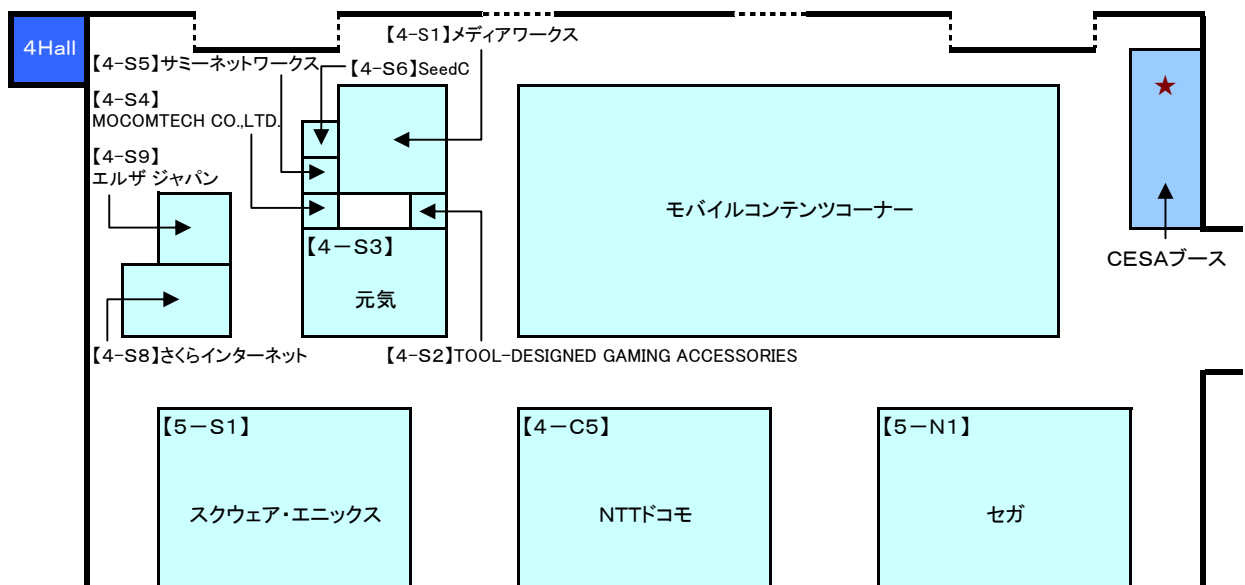 4Hall
【4-S1】メディアワークス
【4-S5】サミーネットワークス
【4-S6】SeedC
【4-S4】
MOCOMTECH CO.,LTD.
【4-S9】
エルザ ジャパン
モバイルコンテンツコーナー
【4－S3】
元気
CESAブース
【4-S8】さくらインターネット
【4-S2】TOOL-DESIGNED GAMING ACCESSORIES
【5－S1】
スクウェア・エニックス
【4－C5】
NTTドコモ
【5－N1】
セガ